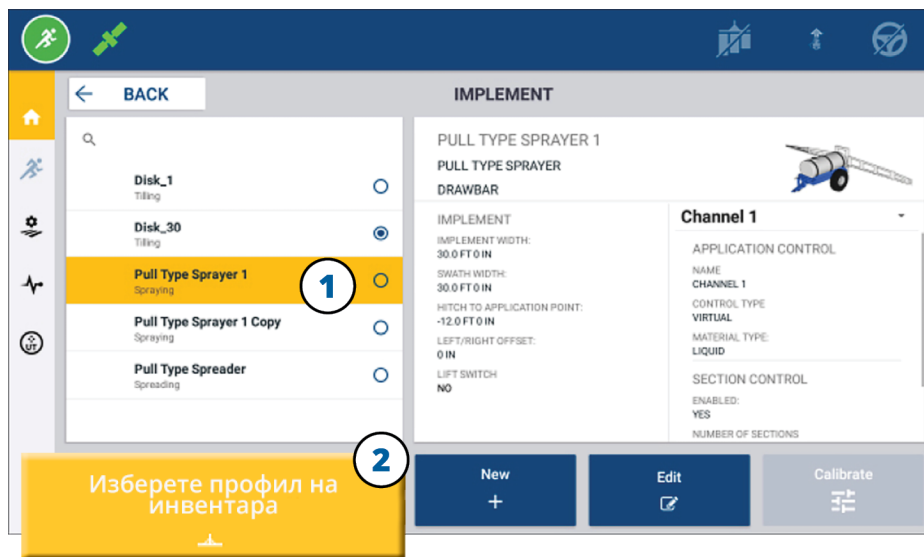 BACK
IMPLEMENT
Disk_1
Tilling
Disk_30
Tilling
Pull Type Sprayer 1
Spraying
1
Pull Type Sprayer 1 Copy
Spraying
Pull Type Spreader
Spreading
PULL TYPE SPRAYER 1
PULL TYPE SPRAYER
DRAWBAR
IMPLEMENT
IMPLEMENT WIDTH:
30.0 FT 0 IN
SWATH WIDTH:
30.0 FT 0 IN
HITCH TO APPLICATION POINT:
-12.0 FT 0 IN
LEFT/RIGHT OFFSET:
0 IN
LIFT SWITCH
NO
Channel 1
APPLICATION CONTROL
NAME
CHANNEL 1
CONTROL TYPE
VIRTUAL
MATERIAL TYPE:
LIQUID
SECTION CONTROL
ENABLED:
YES
NUMBER OF SECTIONS
UT
2
Изберете профил на
инвентара
New
Edit
Calibrate